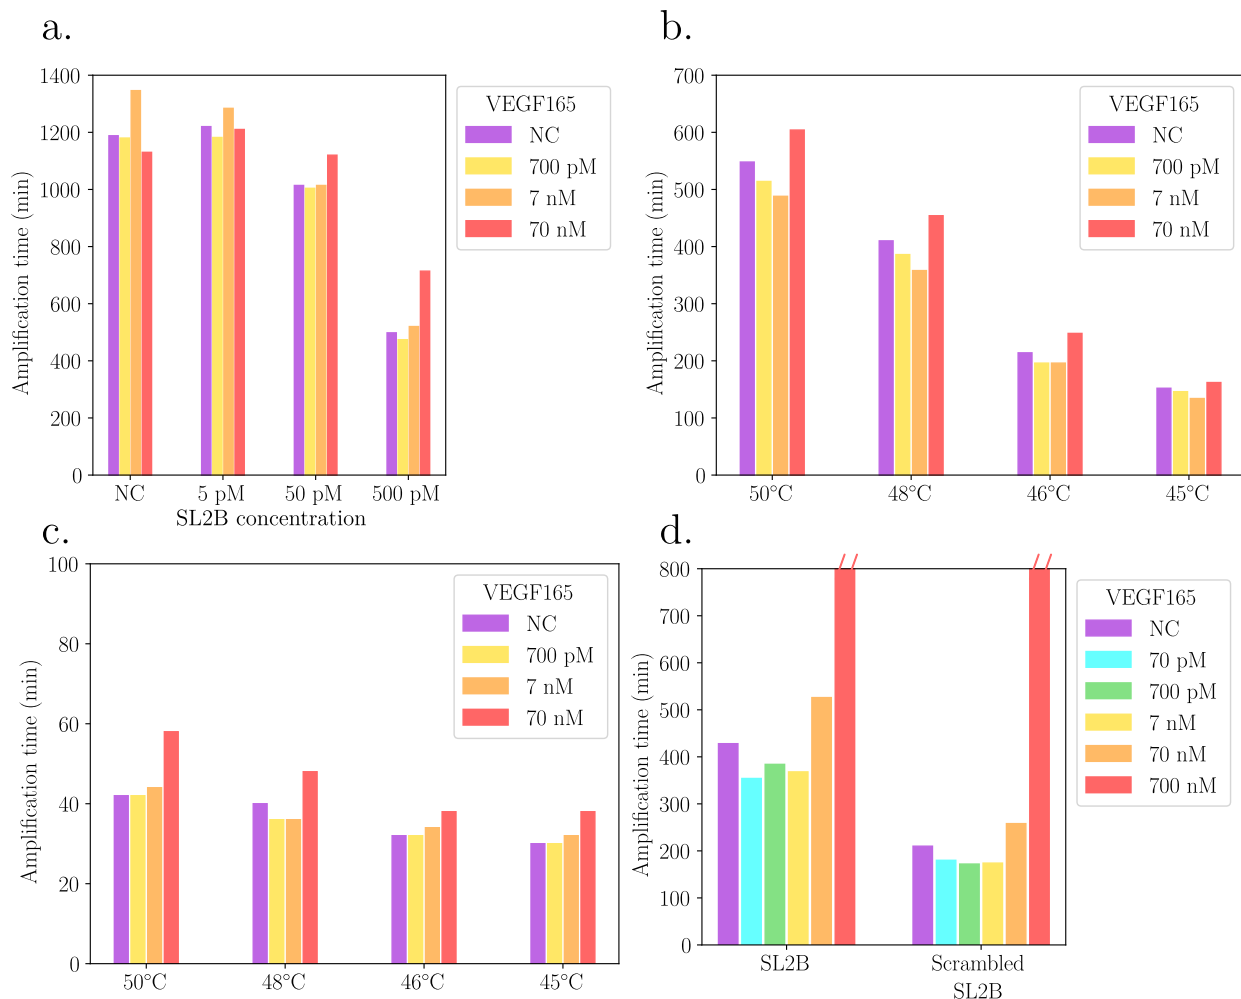 a.
Amplification time (min)
1400
1200
1000
800
600
400
200
0
NC
5 pM
50 pM
500 pM
SL2B concentration
VEGF165
NC
700 pM
7 nM
70 nM
b.
Amplification time (min)
700
600
500
400
300
200
100
0
50°C
48°C
46°C
45°C
VEGF165
NC
700 pM
7 nM
70 nM
c.
Amplification time (min)
100
80
60
40
20
0
50°C
48°C
46°C
45°C
VEGF165
NC
700 pM
7 nM
70 nM
d.
Amplification time (min)
800
700
600
500
400
300
200
100
0
SL2B
Scrambled
SL2B
VEGF165
NC
70 pM
700 pM
7 nM
70 nM
700 nM